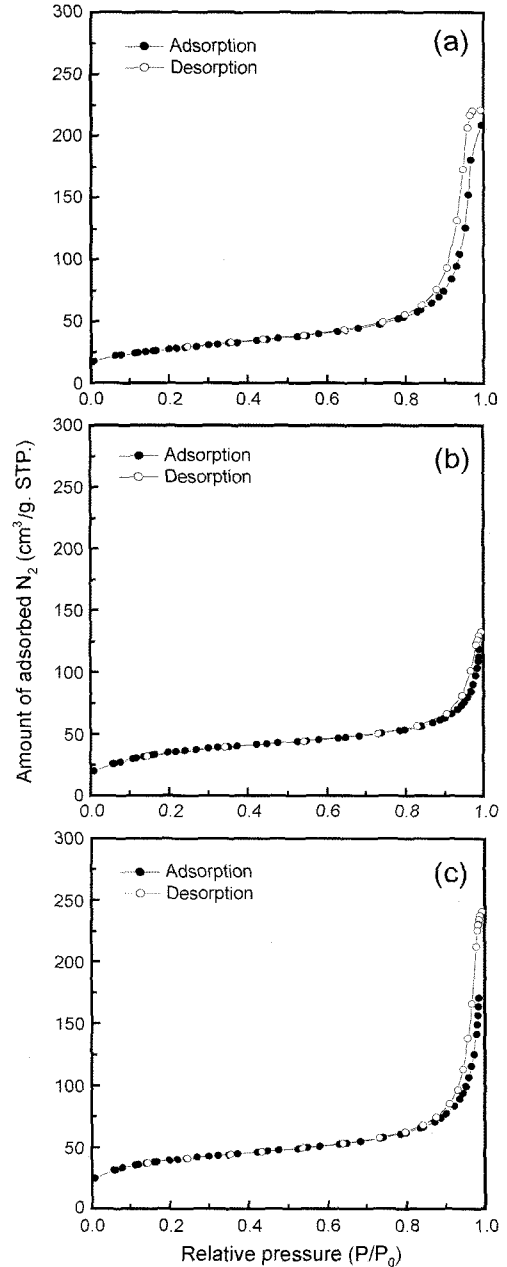 300
250
200
150
100
50
0
Adsorption
Desorption
(a)
0.0 0.2 0.4 0.6 0.8 1.0
300
250
200
150
100
50
0
Adsorption
Desorption
(b)
0.0 0.2 0.4 0.6 0.8 1.0
300
250
200
150
100
50
0
Adsorption
Desorption
(c)
0.0 0.2 0.4 0.6 0.8 1.0
Amount of adsorbed N₂ (cm³/g. STP.)
Relative pressure (P/P₀)